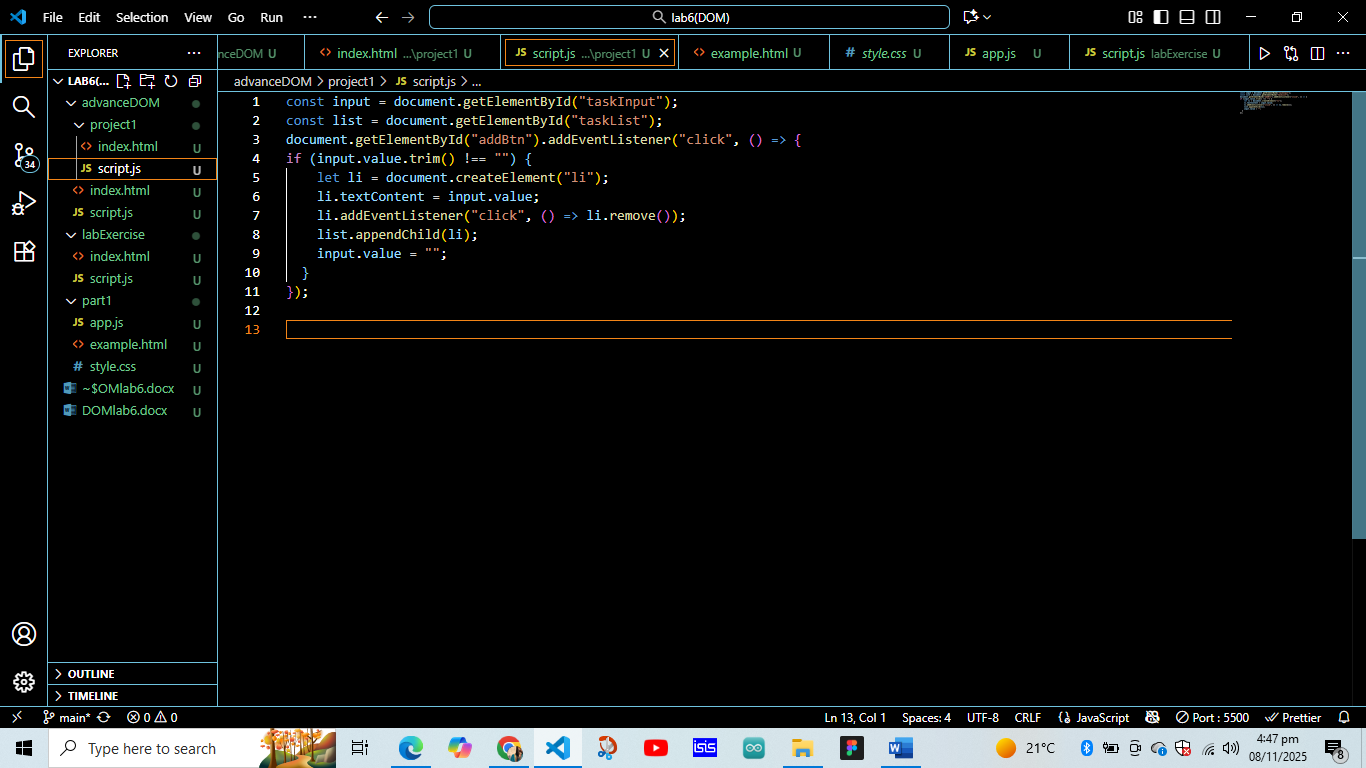 File Edit Selection View Go Run ··· lab6(DOM)
EXPLORER ···
nceDOM U index.html ...\project1 U script.js ...\project1 U example.html U style.css U app.js U script.js labExercise U
LAB6(...
advanceDOM > project1 > script.js > ...
advanceDOM
project1
index.html U
script.js U
index.html U
script.js U
labExercise
index.html U
script.js U
part1
app.js U
example.html U
style.css U
~$OMlab6.docx U
DOMlab6.docx U
34
1 const input = document.getElementById("taskInput");
2 const list = document.getElementById("taskList");
3 document.getElementById("addBtn").addEventListener("click", () => {
4 if (input.value.trim() !== "") {
5 let li = document.createElement("li");
6 li.textContent = input.value;
7 li.addEventListener("click", () => li.remove());
8 list.appendChild(li);
9 input.value = "";
10 }
11 });
12
13
OUTLINE
TIMELINE
main* 0 0 Ln 13, Col 1 Spaces: 4 UTF-8 CRLF JavaScript Port : 5500 Prettier
Type here to search isis 21°C 4:47 pm
08/11/2025 8